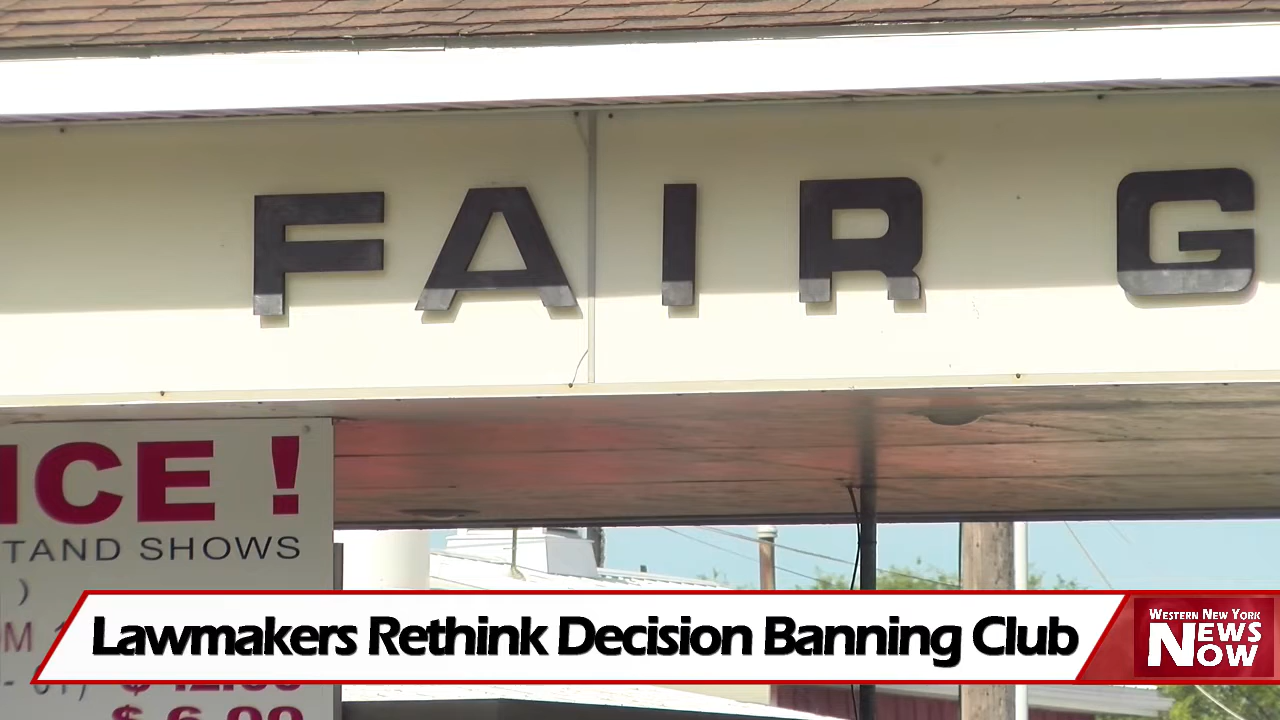 FAIR G
ICE !
TAND SHOWS
)
Lawmakers Rethink Decision Banning Club
WESTERN NEW YORK
NEWS
NOW